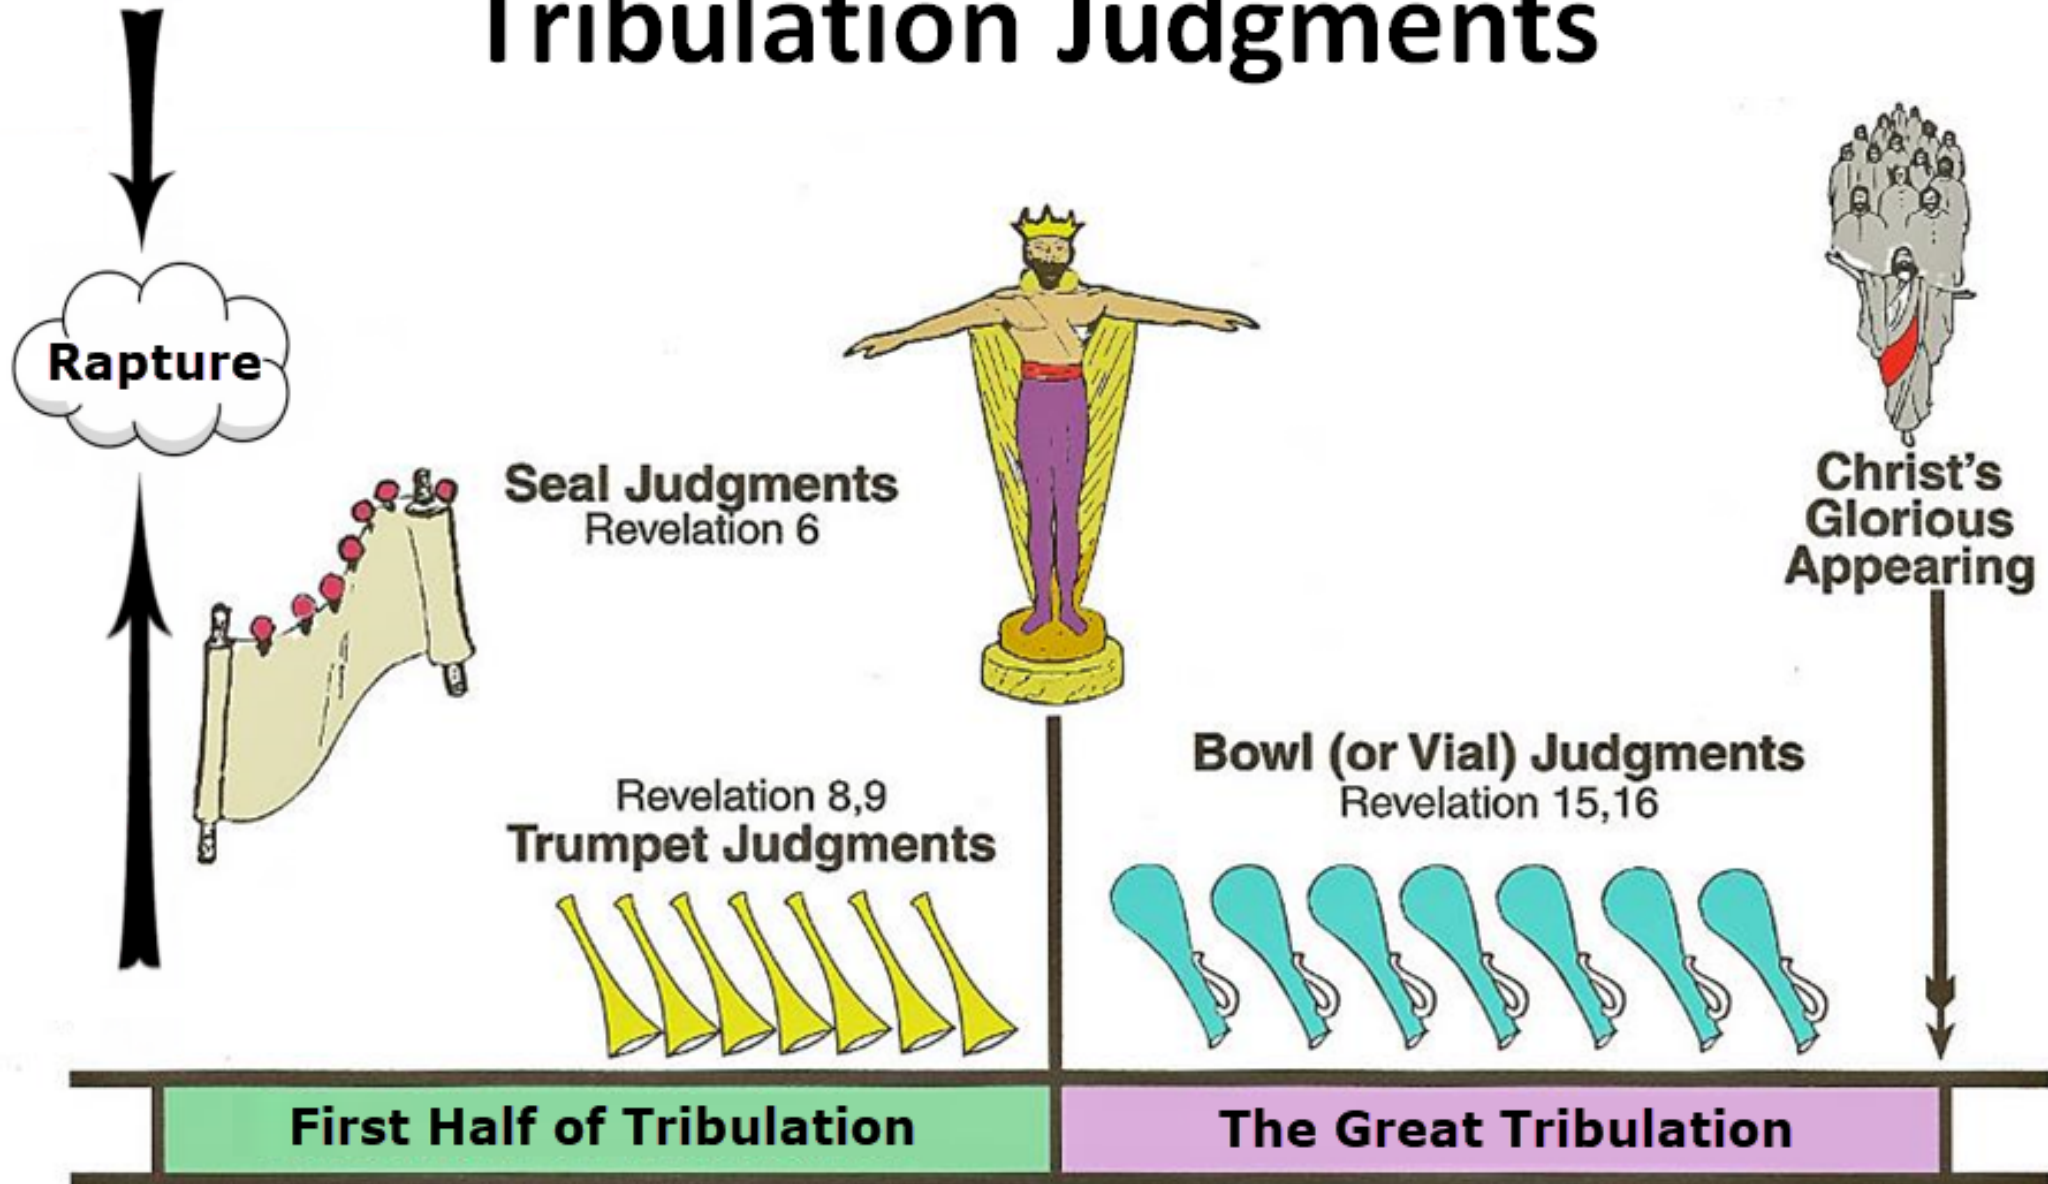 Tribulation Judgments
Rapture
Seal Judgments
Revelation 6
Christ's
Glorious
Appearing
Revelation 8,9
Trumpet Judgments
Bowl (or Vial) Judgments
Revelation 15,16
First Half of Tribulation
The Great Tribulation